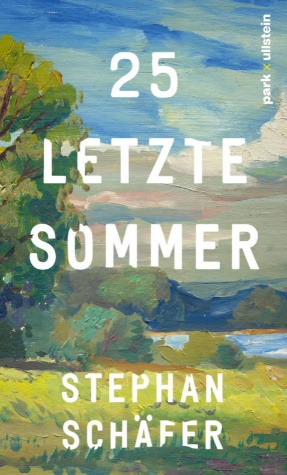 park × ullstein
25
LETZTE
SOMMER
STEPHAN
SCHÄFER